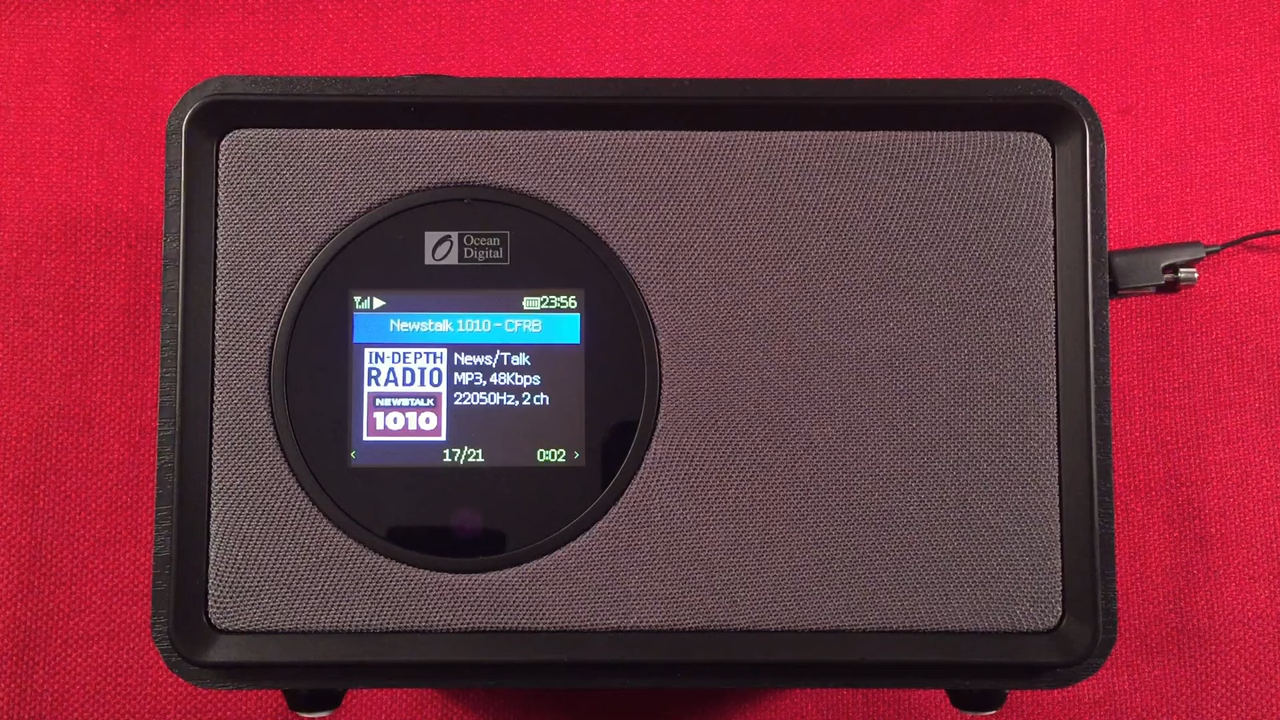 Ocean
Digital
23:56
Newstalk 1010 - CFRB
IN-DEPTH
RADIO
NEWSTALK
1010
News/Talk
MP3, 48Kbps
22050Hz, 2 ch
‹ 17/21 0:02 ›